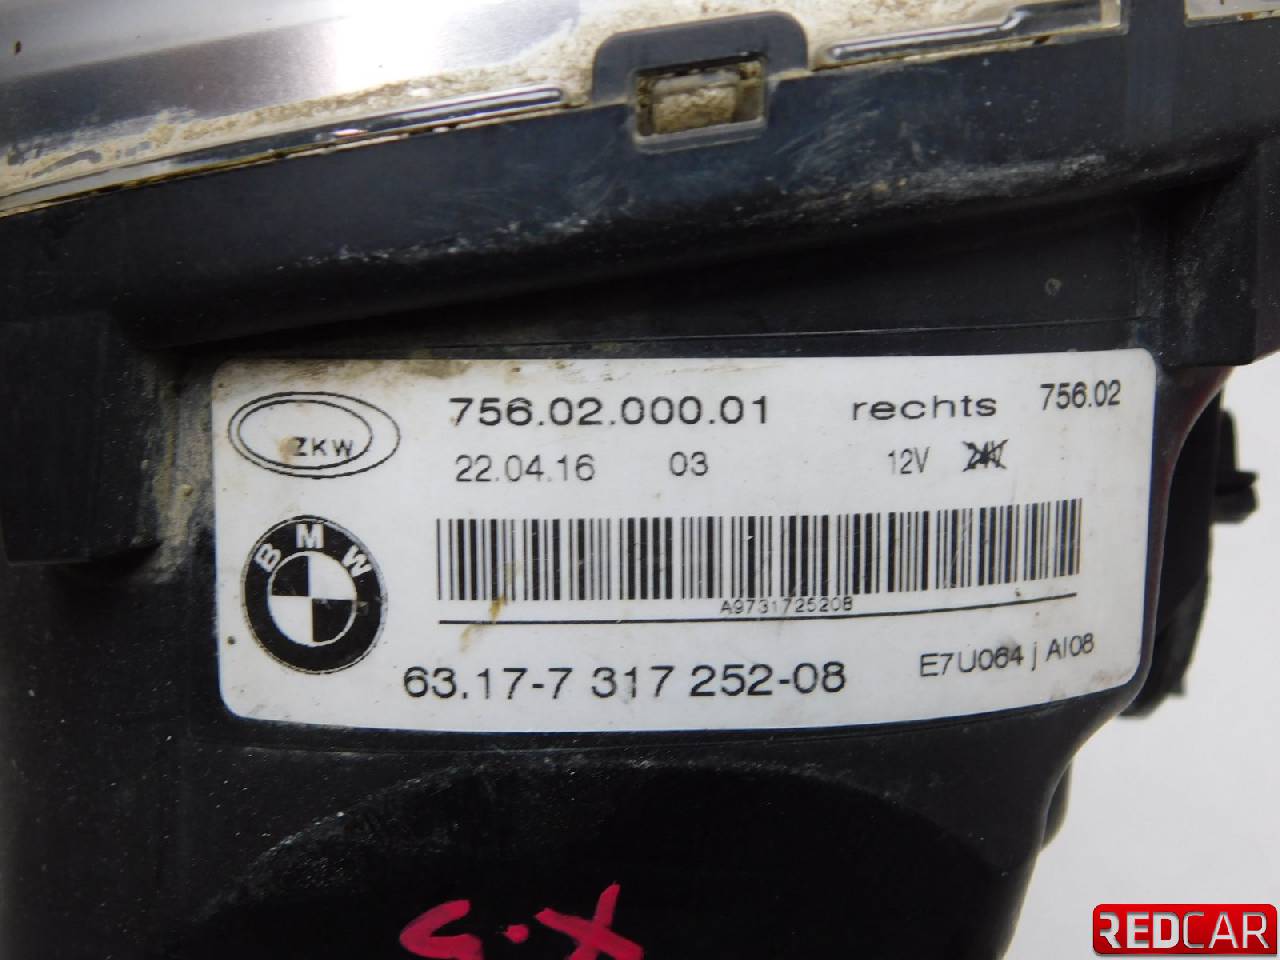 ZKW
756.02.000.01 rechts 756.02
22.04.16 03 12V 24V
BMW
A9731725208
63.17-7 317 252-08 E7U064 j AI08
REDCAR